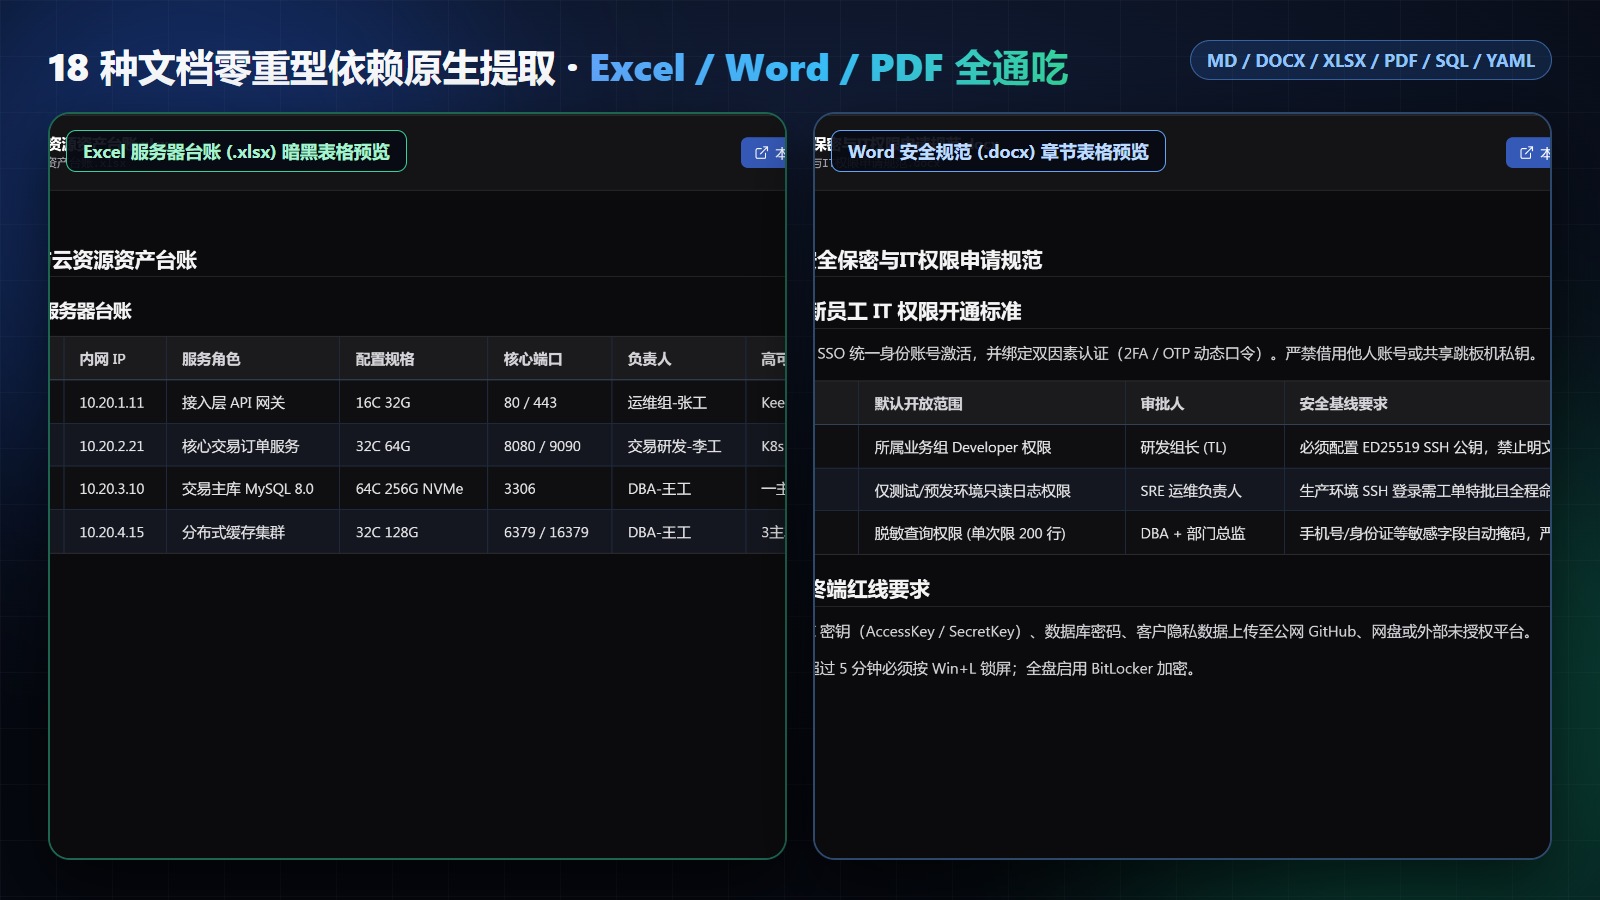 18 种文档零重型依赖原生提取 · Excel / Word / PDF 全通吃
MD / DOCX / XLSX / PDF / SQL / YAML
Excel 服务器台账 (.xlsx) 暗黑表格预览
云资源资产台账
服务器台账
内网 IP 服务角色 配置规格 核心端口 负责人 高可
10.20.1.11 接入层 API 网关 16C 32G 80 / 443 运维组-张工 Kee
10.20.2.21 核心交易订单服务 32C 64G 8080 / 9090 交易研发-李工 K8s
10.20.3.10 交易主库 MySQL 8.0 64C 256G NVMe 3306 DBA-王工 一主
10.20.4.15 分布式缓存集群 32C 128G 6379 / 16379 DBA-王工 3主
Word 安全规范 (.docx) 章节表格预览
安全保密与IT权限申请规范
新员工 IT 权限开通标准
SSO 统一身份账号激活，并绑定双因素认证（2FA / OTP 动态口令）。严禁借用他人账号或共享跳板机私钥。
默认开放范围 审批人 安全基线要求
所属业务组 Developer 权限 研发组长 (TL) 必须配置 ED25519 SSH 公钥，禁止明文
仅测试/预发环境只读日志权限 SRE 运维负责人 生产环境 SSH 登录需工单特批且全程命
脱敏查询权限 (单次限 200 行) DBA + 部门总监 手机号/身份证等敏感字段自动掩码，严
终端红线要求
密钥（AccessKey / SecretKey）、数据库密码、客户隐私数据上传至公网 GitHub、网盘或外部未授权平台。
超过 5 分钟必须按 Win+L 锁屏；全盘启用 BitLocker 加密。